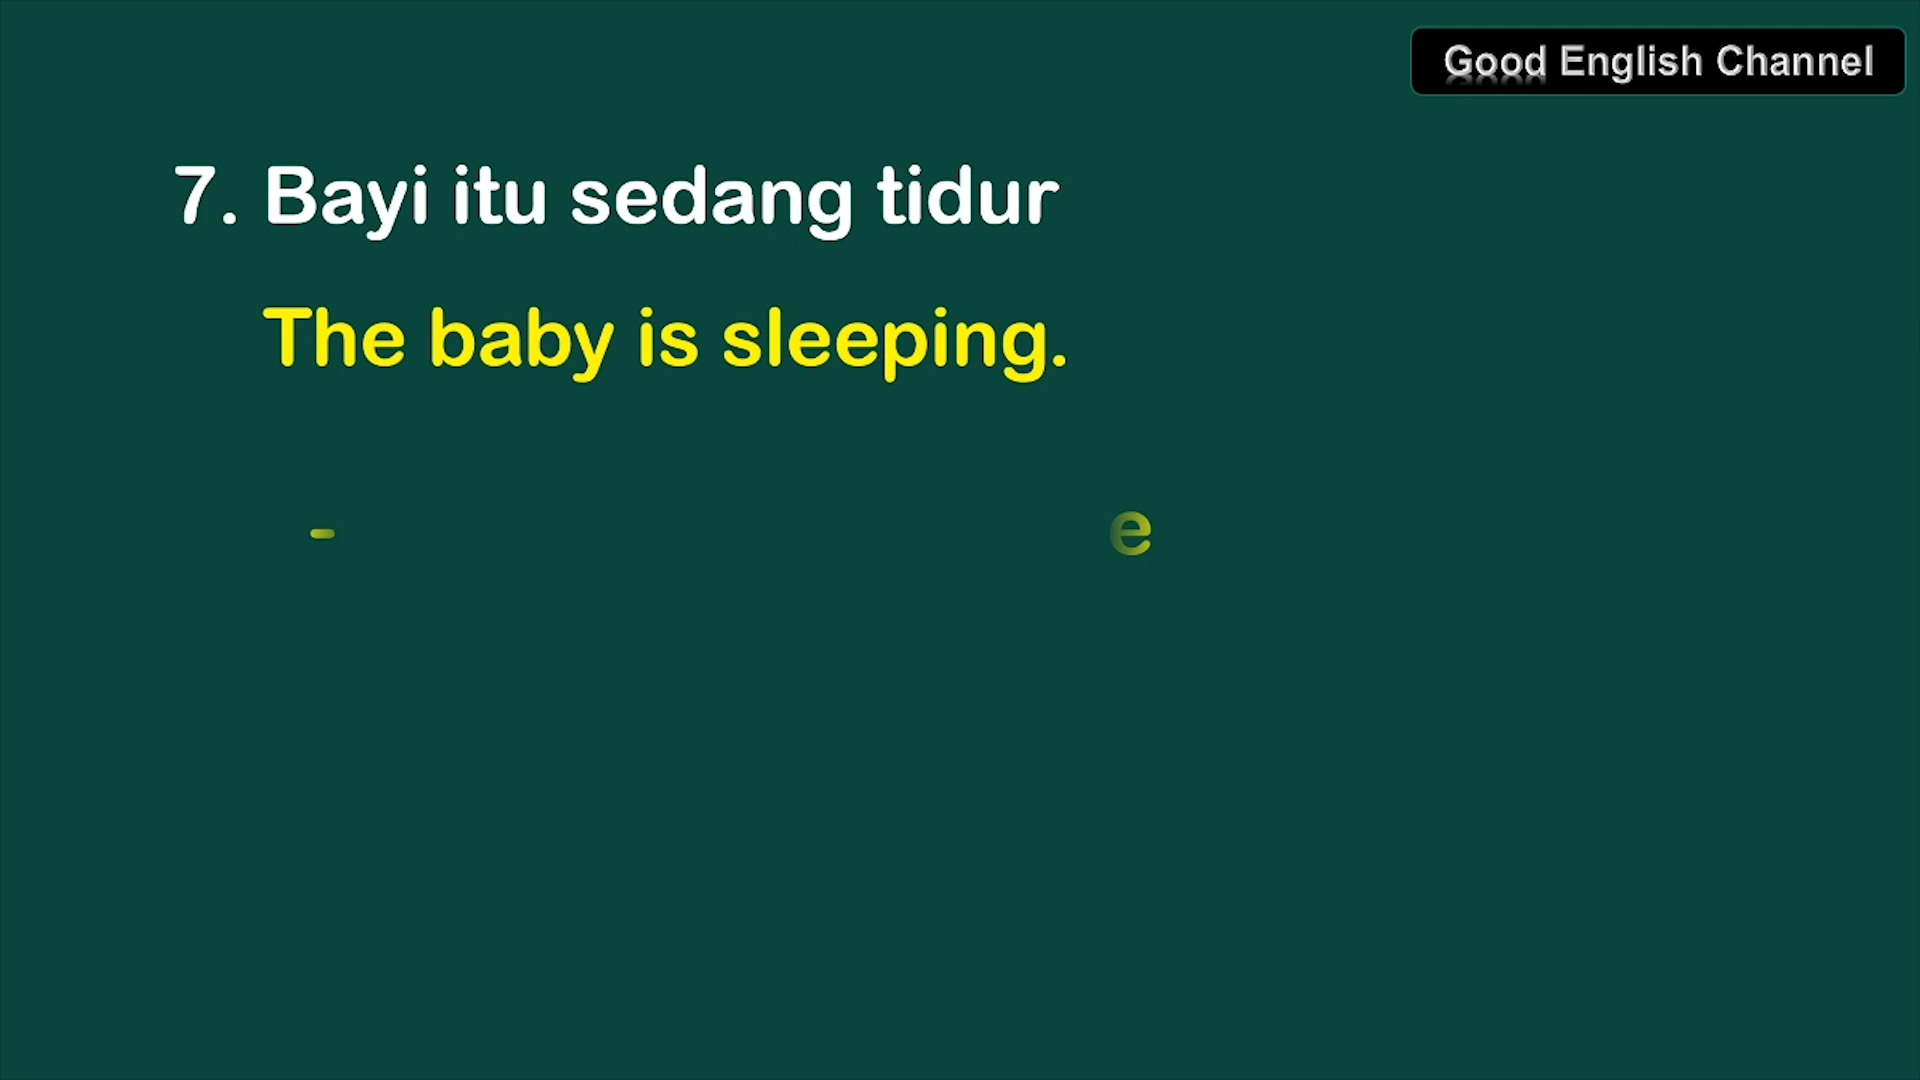 Good English Channel
7. Bayi itu sedang tidur
The baby is sleeping.
- e